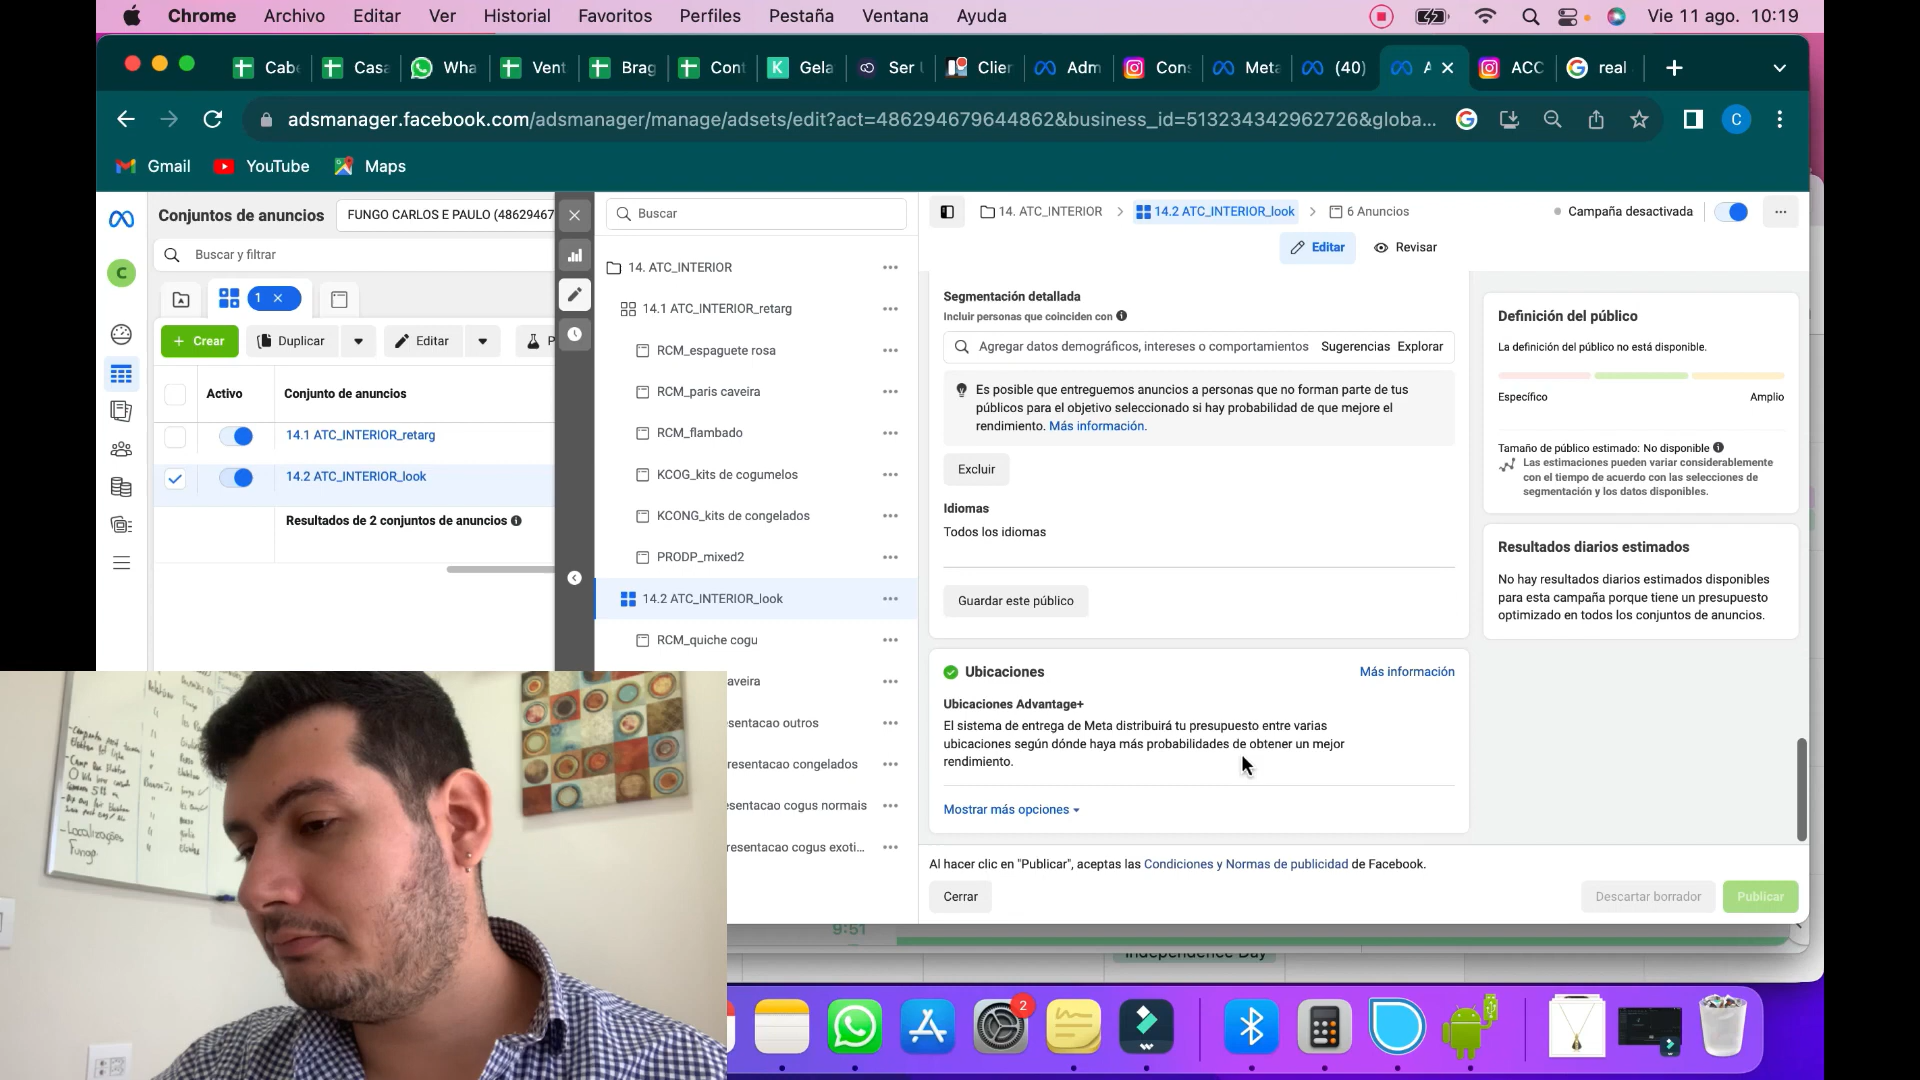 Chrome Archivo Editar Ver Historial Favoritos Perfiles Pestaña Ventana Ayuda Vie 11 ago. 10:19
Cab Casa Wha Vent Brag Cont K Gela Ser Clien Adm Con Meta (40) A ACC real
adsmanager.facebook.com/adsmanager/manage/adsets/edit?act=486294679644862&business_id=513234342962726&globa... C
Gmail YouTube Maps
Conjuntos de anuncios FUNGO CARLOS E PAULO (48629467
Buscar y filtrar
C
1
Crear Duplicar Editar P
Activo Conjunto de anuncios
14.1 ATC_INTERIOR_retarg
14.2 ATC_INTERIOR_look
Resultados de 2 conjuntos de anuncios
Buscar
14. ATC_INTERIOR
14.1 ATC_INTERIOR_retarg
RCM_espaguete rosa
RCM_paris caveira
RCM_flambado
KCOG_kits de cogumelos
KCONG_kits de congelados
PRODP_mixed2
14.2 ATC_INTERIOR_look
RCM_quiche cogu
aveira
sentacao outros
resentacao congelados
esentacao cogus normais
resentacao cogus exoti...
14. ATC_INTERIOR 14.2 ATC_INTERIOR_look 6 Anuncios Campaña desactivada
Editar Revisar
Segmentación detallada
Incluir personas que coinciden con
Agregar datos demográficos, intereses o comportamientos Sugerencias Explorar
Es posible que entreguemos anuncios a personas que no forman parte de tus
públicos para el objetivo seleccionado si hay probabilidad de que mejore el
rendimiento. Más información.
Excluir
Idiomas
Todos los idiomas
Guardar este público
Ubicaciones Más información
Ubicaciones Advantage+
El sistema de entrega de Meta distribuirá tu presupuesto entre varias
ubicaciones según dónde haya más probabilidades de obtener un mejor
rendimiento.
Mostrar más opciones
Al hacer clic en "Publicar", aceptas las Condiciones y Normas de publicidad de Facebook.
Cerrar Descartar borrador Publicar
Definición del público
La definición del público no está disponible.
Específico Amplio
Tamaño de público estimado: No disponible
Las estimaciones pueden variar considerablemente
con el tiempo de acuerdo con las selecciones de
segmentación y los datos disponibles.
Resultados diarios estimados
No hay resultados diarios estimados disponibles
para esta campaña porque tiene un presupuesto
optimizado en todos los conjuntos de anuncios.
9:51
Independence Day
2
- Localizações
Fungo